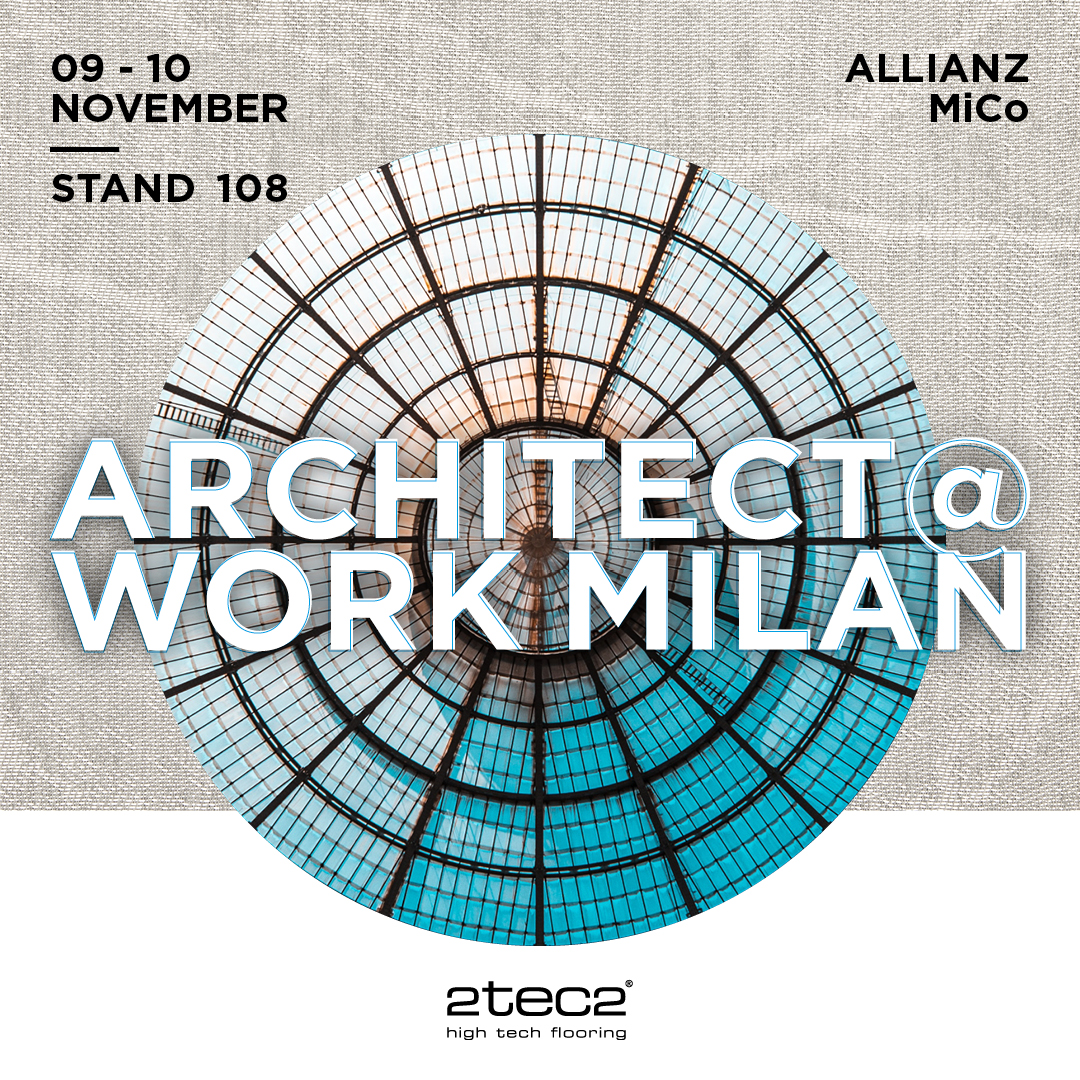 09 - 10
NOVEMBER
STAND 108
ALLIANZ
MiCo
ARCHITECT@
WORK MILAN
2tec2®
high tech flooring